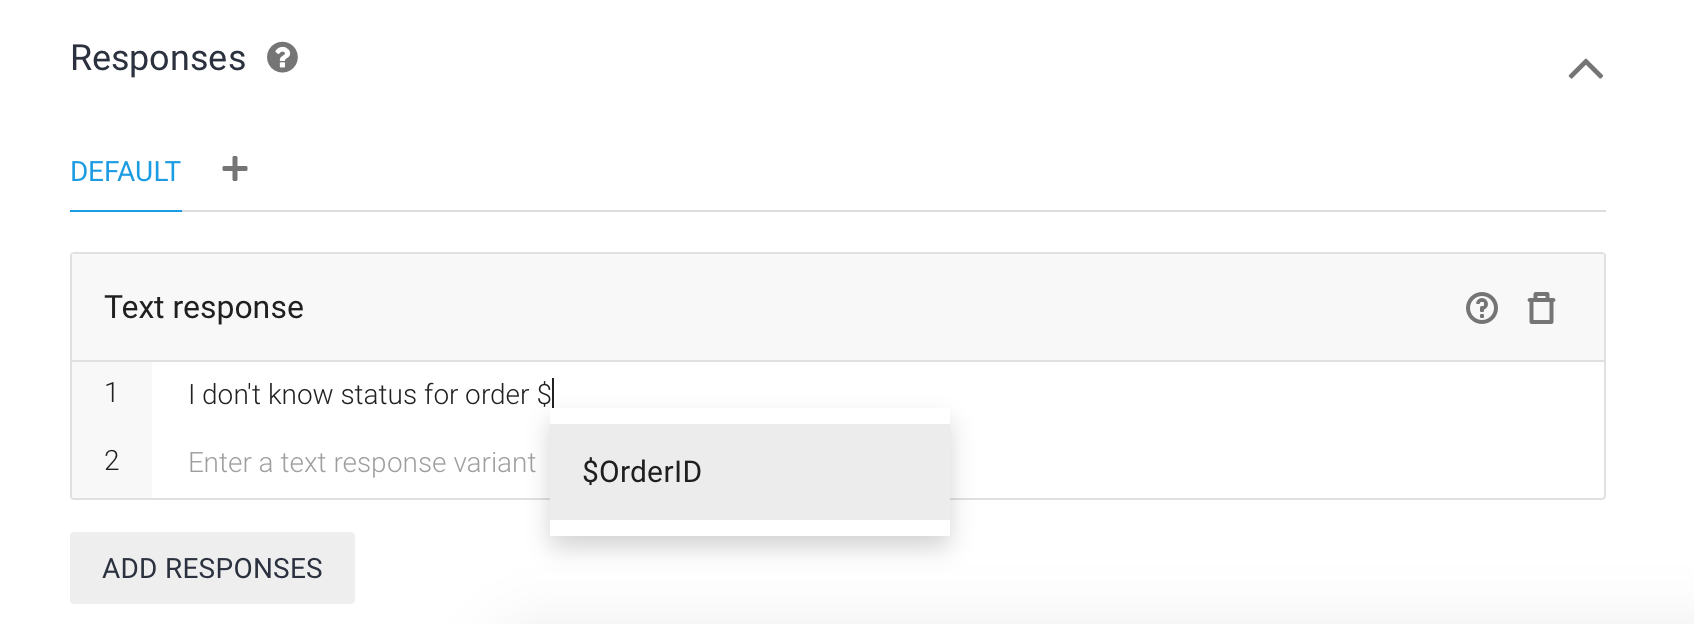 Responses
DEFAULT
Text response
1 I don't know status for order $
2 Enter a text response variant
$OrderID
ADD RESPONSES